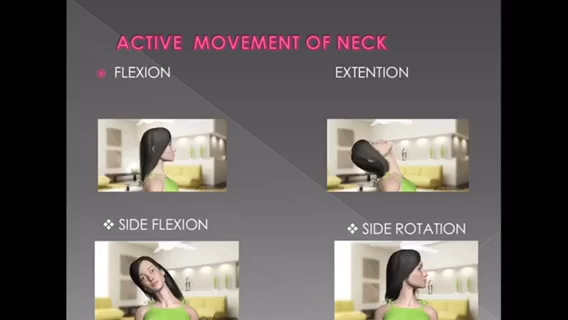 ACTIVE MOVEMENT OF NECK
FLEXION
EXTENTION
SIDE FLEXION
SIDE ROTATION